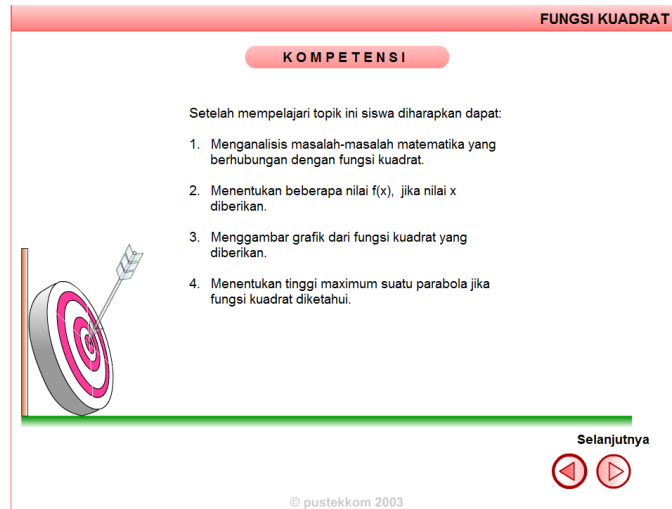 FUNGSI KUADRAT
KOMPETENSI
Setelah mempelajari topik ini siswa diharapkan dapat:
1. Menganalisis masalah-masalah matematika yang
berhubungan dengan fungsi kuadrat.
2. Menentukan beberapa nilai f(x), jika nilai x
diberikan.
3. Menggambar grafik dari fungsi kuadrat yang
diberikan.
4. Menentukan tinggi maximum suatu parabola jika
fungsi kuadrat diketahui.
Selanjutnya
© pustekkom 2003